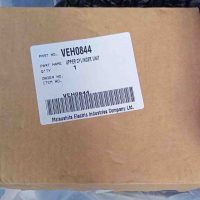 PART NO. VEH0844
PART NAME UPPER CYLINDER UNIT
Q'TY 1
ORDER NO.
ITEM NO.
VEH0844
Matsushita Electric Industries Company Ltd.